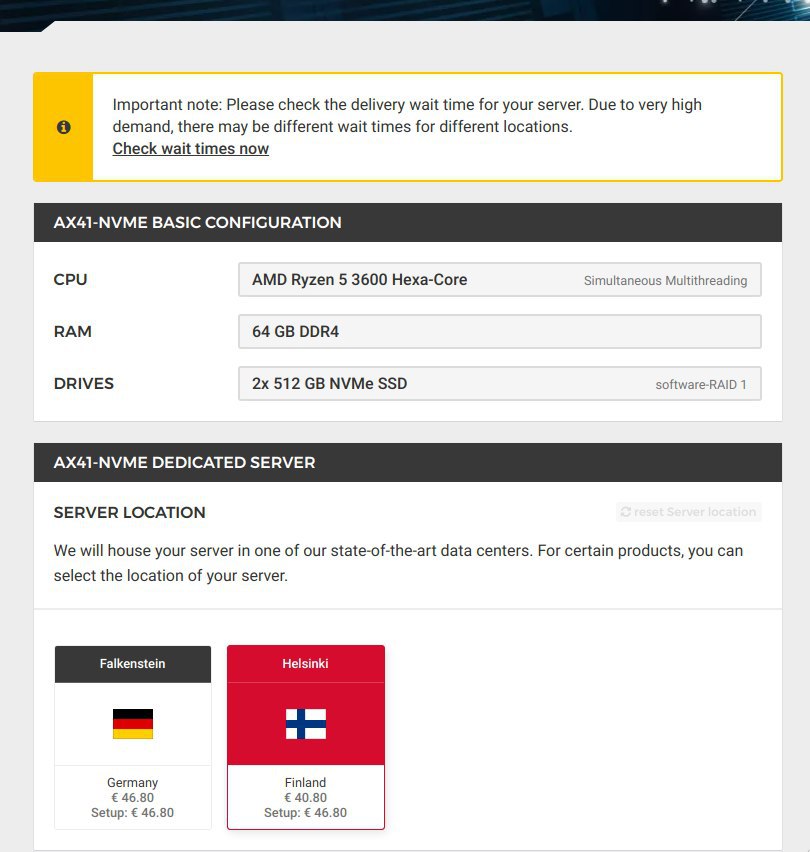 Important note: Please check the delivery wait time for your server. Due to very high
demand, there may be different wait times for different locations.
Check wait times now
AX41-NVME BASIC CONFIGURATION
CPU AMD Ryzen 5 3600 Hexa-Core Simultaneous Multithreading
RAM 64 GB DDR4
DRIVES 2x 512 GB NVMe SSD software-RAID 1
AX41-NVME DEDICATED SERVER
SERVER LOCATION reset Server location
We will house your server in one of our state-of-the-art data centers. For certain products, you can
select the location of your server.
Falkenstein
Germany
€ 46.80
Setup: € 46.80
Helsinki
Finland
€ 40.80
Setup: € 46.80